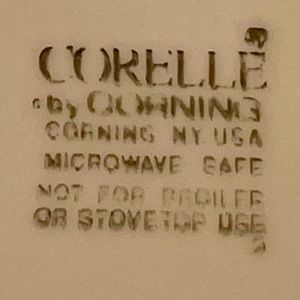 CORELLE
by CORNING
CORNING NY. USA
MICROWAVE SAFE
NOT FOR BROILER
OR STOVETOP USE